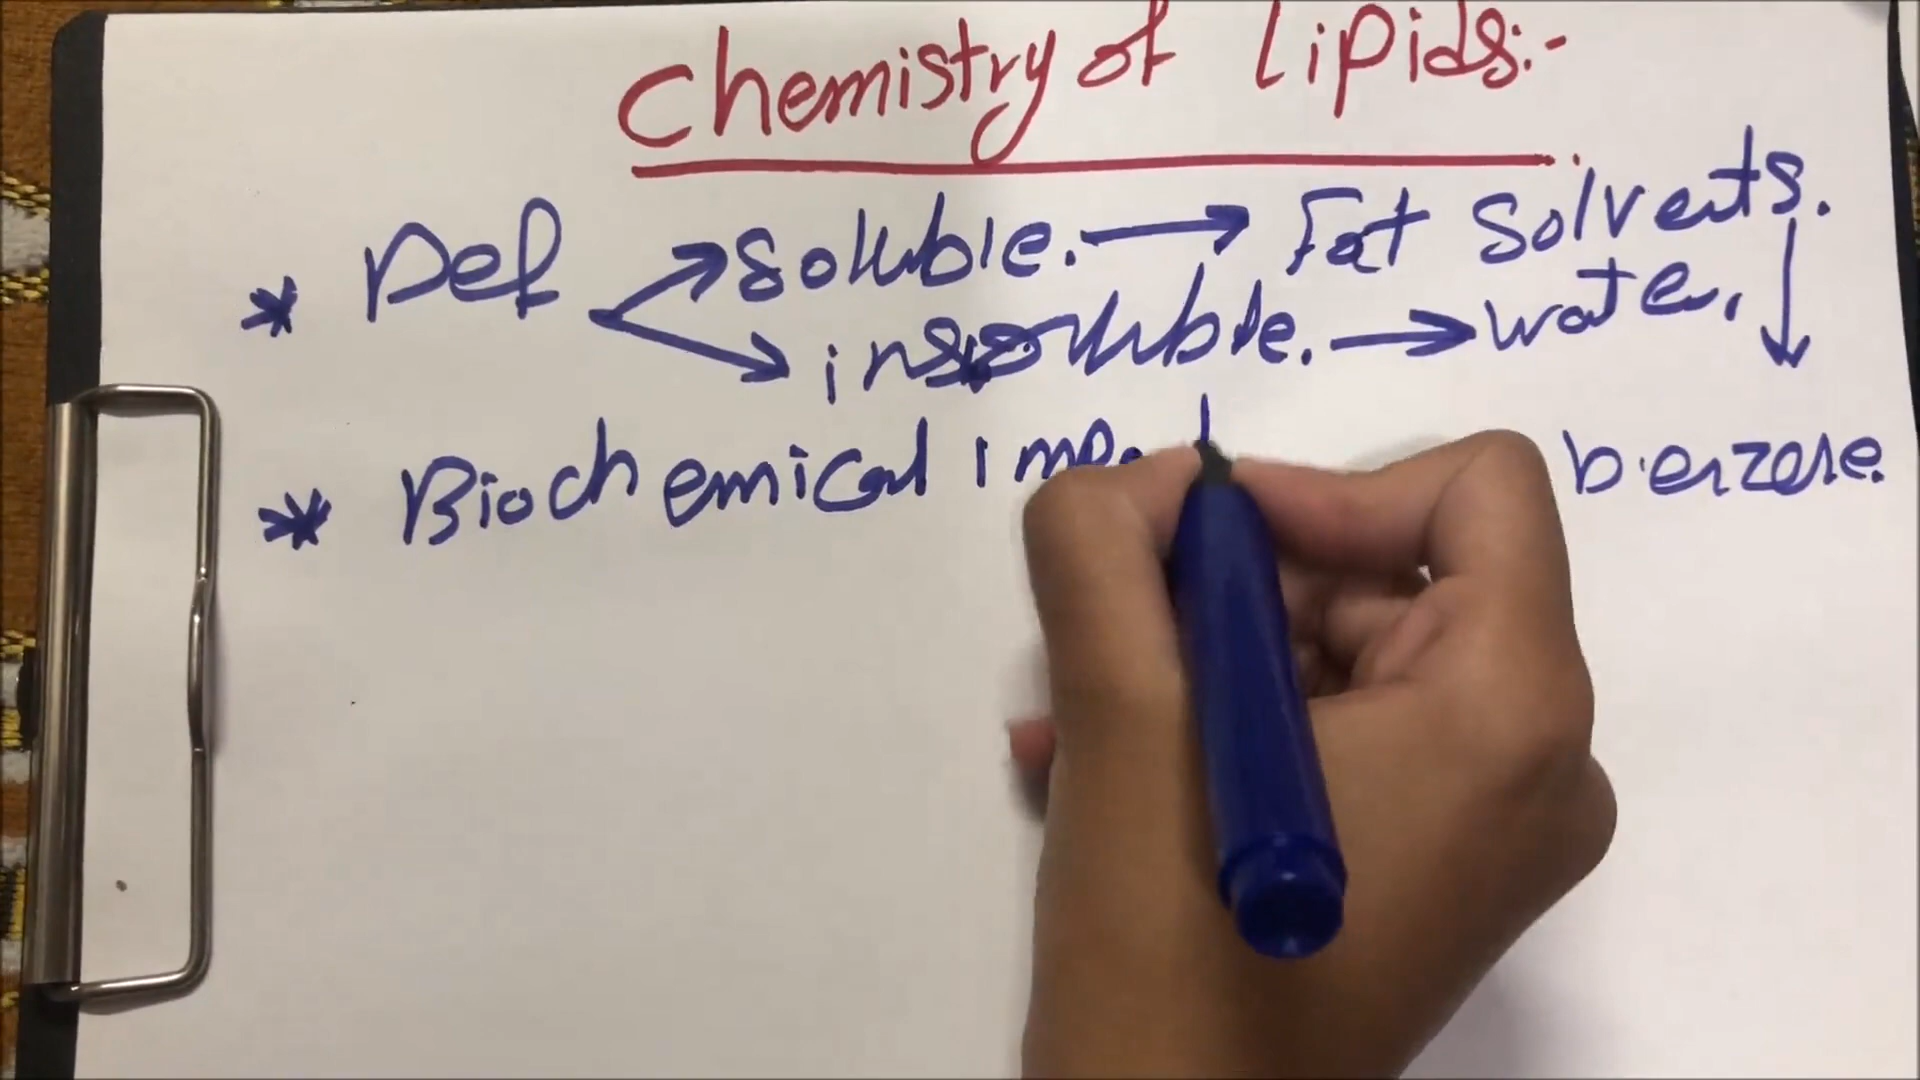 Chemistry of lipids:-
* Def → soluble. → Fat solvents.
→ insoluble. → water.
↓ benzene.
* Biochemical